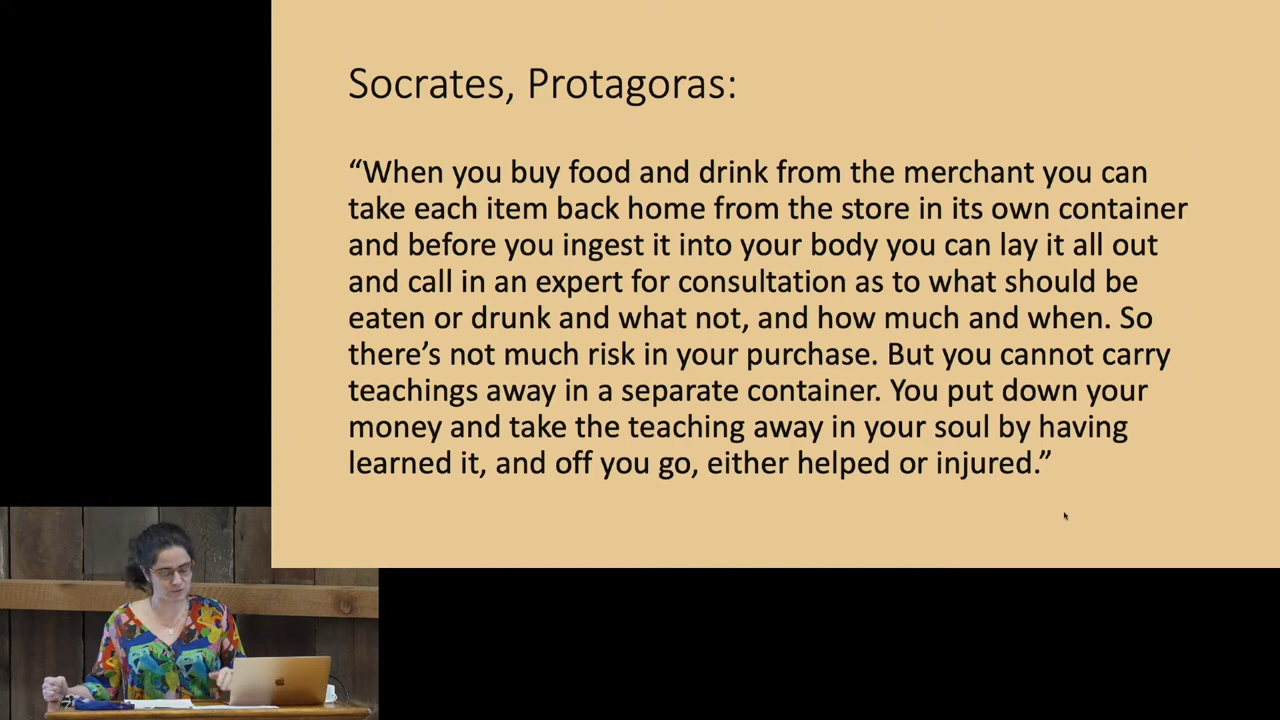 Socrates, Protagoras:
“When you buy food and drink from the merchant you can
take each item back home from the store in its own container
and before you ingest it into your body you can lay it all out
and call in an expert for consultation as to what should be
eaten or drunk and what not, and how much and when. So
there’s not much risk in your purchase. But you cannot carry
teachings away in a separate container. You put down your
money and take the teaching away in your soul by having
learned it, and off you go, either helped or injured.”